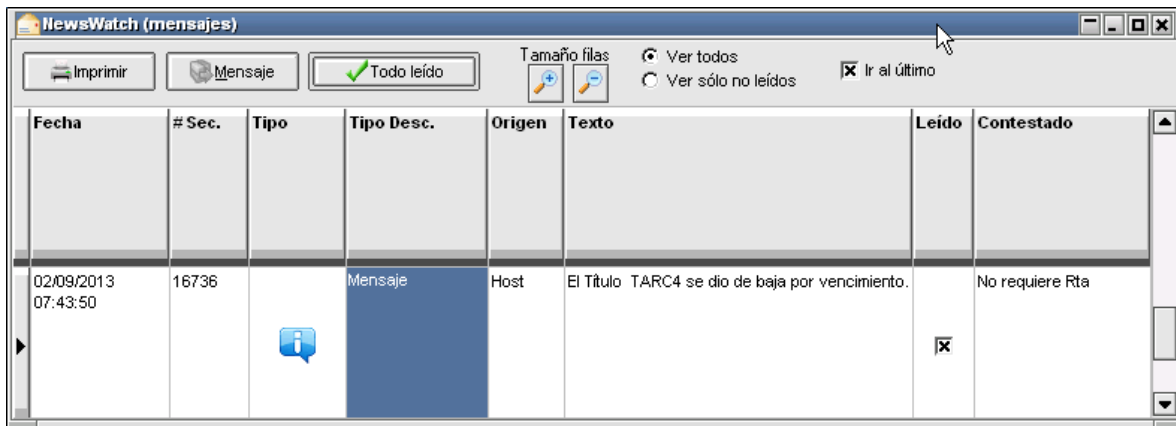 NewsWatch (mensajes)
Imprimir
Mensaje
Todo leído
Tamaño filas
Ver todos
Ver sólo no leídos
Ir al último
Fecha # Sec. Tipo Tipo Desc. Origen Texto Leído Contestado
02/09/2013 16736 Mensaje Host El Título TARC4 se dio de baja por vencimiento. No requiere Rta
07:43:50